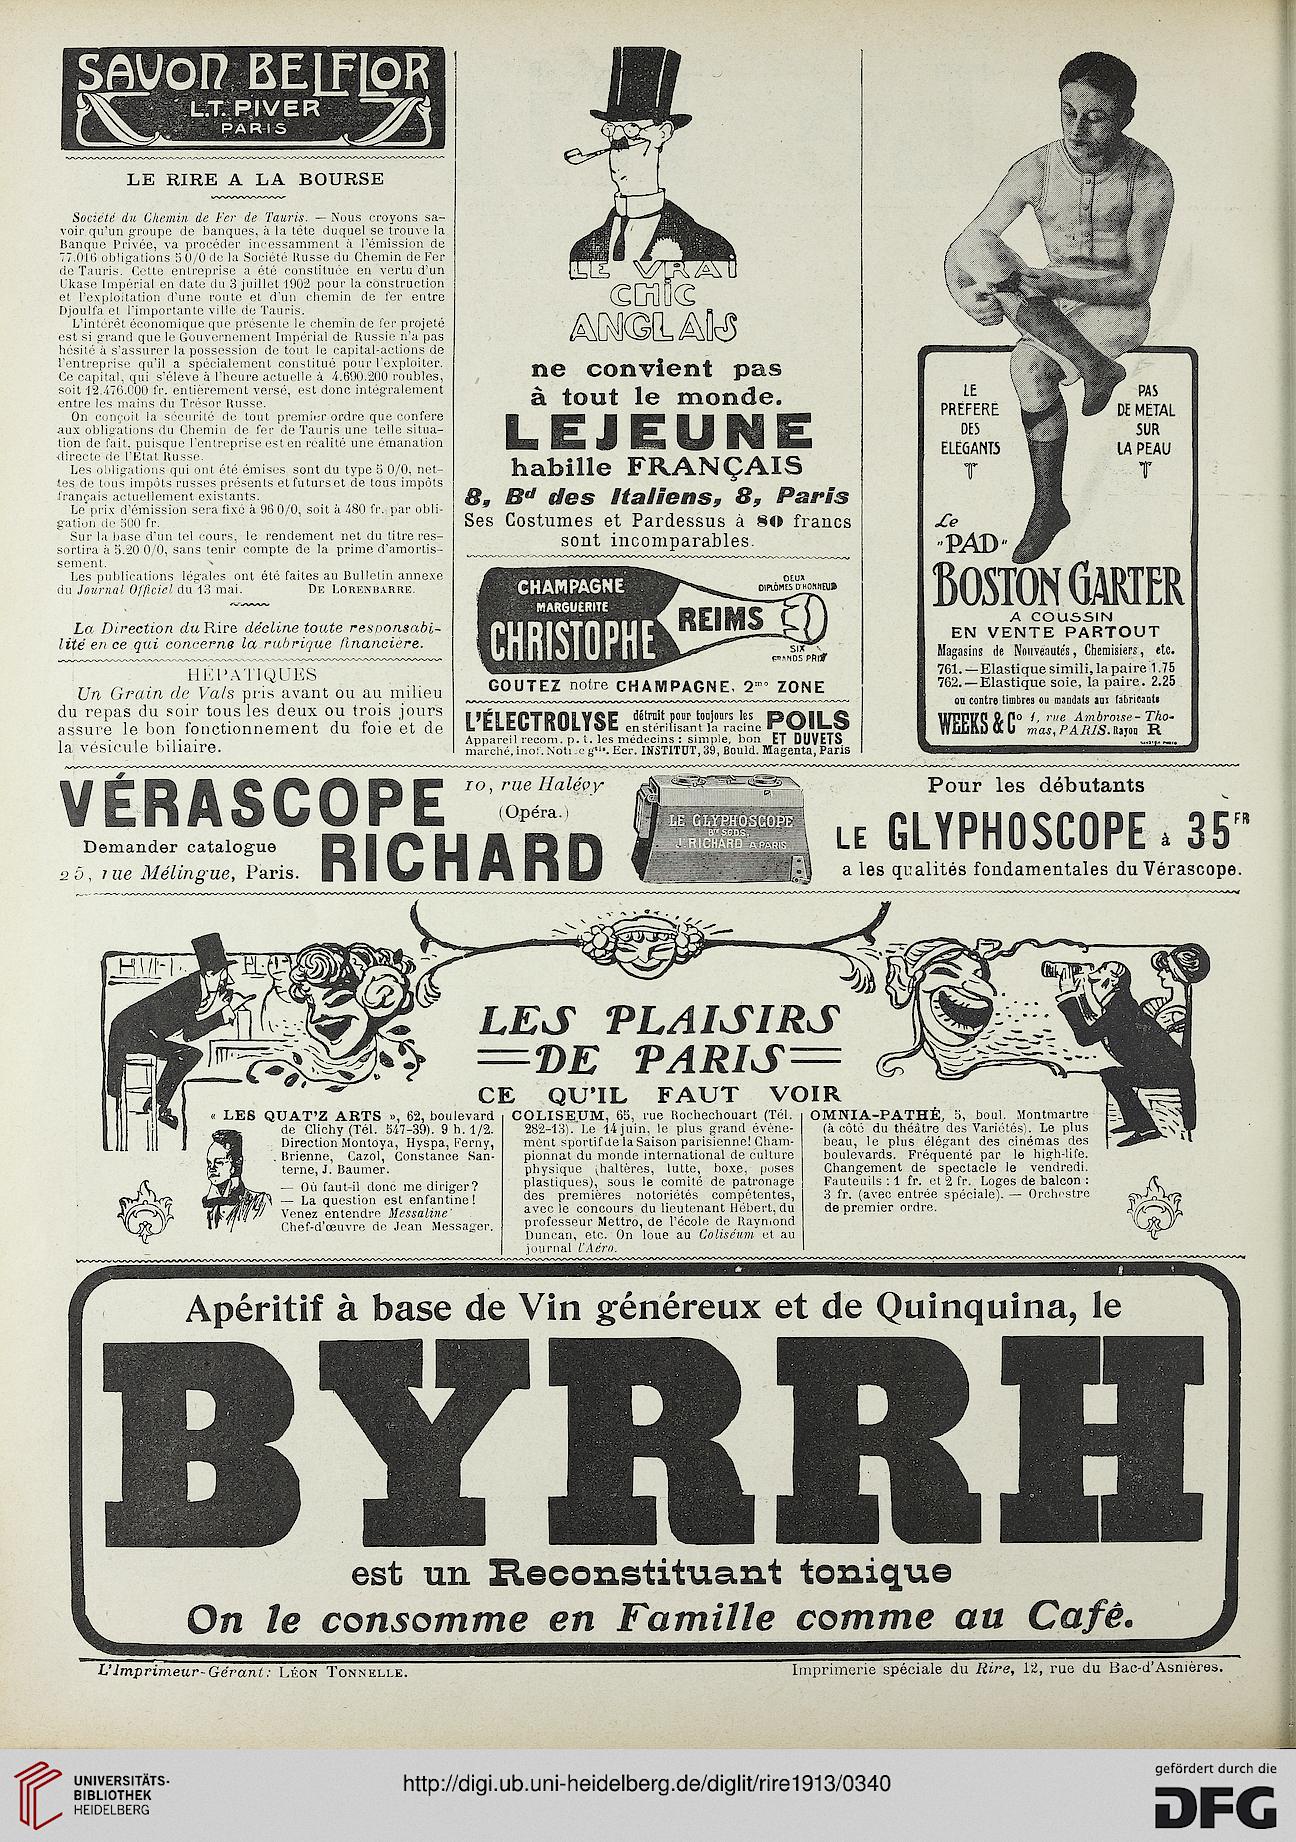 SAVON BELFLOR
L.T. PIVER
PARIS
LE RIRE A LA BOURSE
Société du Chemin de Fer de Tauris. — Nous croyons sa-
voir qu'un groupe de banques, à la tête duquel se trouve la
Banque Privée, va procéder incessamment à l'émission de
77.016 obligations 5 0/0 de la Société Russe du Chemin de Fer
de Tauris. Cette entreprise a été constituée en vertu d'un
Ukase Impérial en date du 3 juillet 1902 pour la construction
et l'exploitation d'une route et d'un chemin de fer entre
Djoulfa et l'importante ville de Tauris.
L'intérêt économique que présente le chemin de fer projeté
est si grand que le Gouvernement Impérial de Russie n'a pas
hésité à s'assurer la possession de tout le capital-actions de
l'entreprise qu'il a spécialement constitué pour l'exploiter.
Ce capital, qui s'élève à l'heure actuelle à 4.690.200 roubles,
soit 12.476.000 fr. entièrement versé, est donc intégralement
entre les mains du Trésor Russe.
On conçoit la sécurité de tout premier ordre que confère
aux obligations du Chemin de fer de Tauris une telle situa-
tion de fait, puisque l'entreprise est en réalité une émanation
directe de l'Etat Russe.
Les obligations qui ont été émises sont du type 5 0/0, net-
tes de tous impôts russes présents et futurs et de tous impôts
français actuellement existants.
Le prix d'émission sera fixé à 96 0/0, soit à 480 fr. par obli-
gation de 500 fr.
Sur la base d'un tel cours, le rendement net du titre res-
sortira à 5.20 0/0, sans tenir compte de la prime d'amortis-
sement.
Les publications légales ont été faites au Bulletin annexe
du Journal Officiel du 13 mai. DE LORENBARRE.
La Direction du Rire décline toute responsabi-
lité en ce qui concerne la rubrique financière.
HÉPATIQUES
Un Grain de Vals pris avant ou au milieu
du repas du soir tous les deux ou trois jours
assure le bon fonctionnement du foie et de
la vésicule biliaire.
LE VRAI
CHIC
ANGLAIS
ne convient pas
à tout le monde.
LEJEUNE
habille FRANÇAIS
8, Bd des Italiens, 8, Paris
Ses Costumes et Pardessus à 80 francs
sont incomparables.
CHAMPAGNE
MARGUERITE
CHRISTOPHE
REIMS
DEUX
DIPLÔMES D'HONNEUR
SIX
GRANDS PRIX
GOUTEZ notre CHAMPAGNE, 2me ZONE
L'ÉLECTROLYSE détruit pour toujours les
en stérilisant la racine POILS
Appareil recom. p. t. les médecins : simple, bon ET DUVETS
marché, inof. Notice gtis. Ecr. INSTITUT, 39, Bould. Magenta, Paris
LE
PRÉFÉRÉ
DES
ÉLÉGANTS
PAS
DE MÉTAL
SUR
LA PEAU
Le
"PAD"
BOSTON GARTER
A COUSSIN
EN VENTE PARTOUT
Magasins de Nouveautés, Chemisiers, etc.
761. — Elastique simili, la paire 1.75
762. — Elastique soie, la paire. 2.25
ou contre timbres ou mandats aux fabricants
WEEKS & Co 1, rue Ambroise-Tho-
mas, PARIS. Rayon R
VÉRASCOPE
RICHARD
10, rue Halévy
(Opéra.)
Demander catalogue
25, rue Mélingue, Paris.
LE GLYPHOSCOPE
Bté S.G.D.G.
J. RICHARD A PARIS
Pour les débutants
LE GLYPHOSCOPE à 35FR
a les qualités fondamentales du Vérascope.
LES PLAISIRS
DE PARIS
CE QU'IL FAUT VOIR
« LES QUAT'Z ARTS », 62, boulevard
de Clichy (Tél. 547-39). 9 h. 1/2.
Direction Montoya, Hyspa, Ferny,
Brienne, Cazol, Constance San-
terne, J. Baumer.
— Où faut-il donc me diriger?
— La question est enfantine!
Venez entendre Messaline
Chef-d'œuvre de Jean Messager.
COLISEUM, 65, rue Rochechouart (Tél.
282-13). Le 14 juin, le plus grand événe-
ment sportif de la Saison parisienne! Cham-
pionnat du monde international de culture
physique (haltères, lutte, boxe, poses
plastiques), sous le comité de patronage
des premières notoriétés compétentes,
avec le concours du lieutenant Hébert, du
professeur Mettro, de l'école de Raymond
Duncan, etc. On loue au Coliséum et au
journal l'Aéro.
OMNIA-PATHÉ, 5, boul. Montmartre
(à côté du théâtre des Variétés). Le plus
beau, le plus élégant des cinémas des
boulevards. Fréquenté par le high-life.
Changement de spectacle le vendredi.
Fauteuils : 1 fr. et 2 fr. Loges de balcon :
3 fr. (avec entrée spéciale). — Orchestre
de premier ordre.
Apéritif à base de Vin généreux et de Quinquina, le
BYRRH
est un Reconstituant tonique
On le consomme en Famille comme au Café.
L'Imprimeur-Gérant: LÉON TONNELLE.
Imprimerie spéciale du Rire, 12, rue du Bac-d'Asnières.
UNIVERSITÄTS-
BIBLIOTHEK
HEIDELBERG
http://digi.ub.uni-heidelberg.de/diglit/rire1913/0340
gefördert durch die
DFG